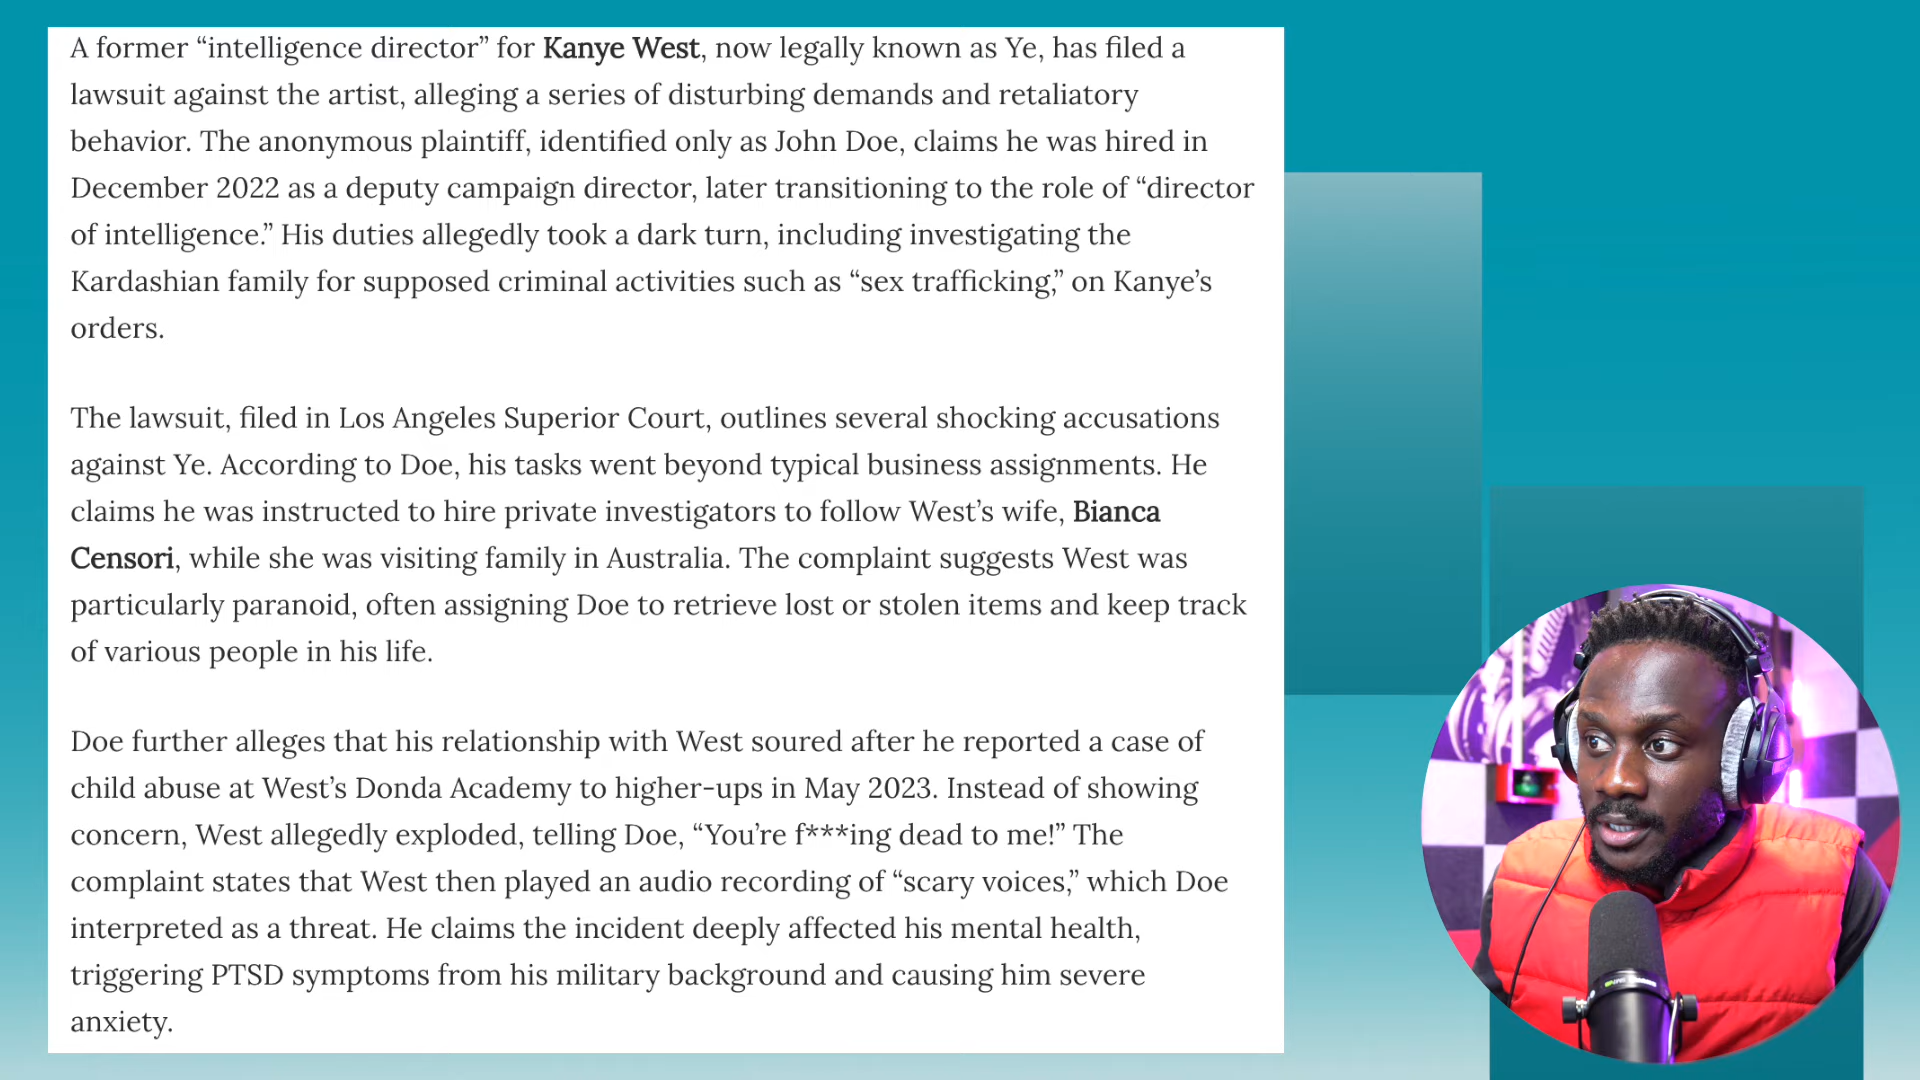 A former “intelligence director” for Kanye West, now legally known as Ye, has filed a
lawsuit against the artist, alleging a series of disturbing demands and retaliatory
behavior. The anonymous plaintiff, identified only as John Doe, claims he was hired in
December 2022 as a deputy campaign director, later transitioning to the role of “director
of intelligence.” His duties allegedly took a dark turn, including investigating the
Kardashian family for supposed criminal activities such as “sex trafficking,” on Kanye’s
orders.
The lawsuit, filed in Los Angeles Superior Court, outlines several shocking accusations
against Ye. According to Doe, his tasks went beyond typical business assignments. He
claims he was instructed to hire private investigators to follow West’s wife, Bianca
Censori, while she was visiting family in Australia. The complaint suggests West was
particularly paranoid, often assigning Doe to retrieve lost or stolen items and keep track
of various people in his life.
Doe further alleges that his relationship with West soured after he reported a case of
child abuse at West’s Donda Academy to higher-ups in May 2023. Instead of showing
concern, West allegedly exploded, telling Doe, “You’re f***ing dead to me!” The
complaint states that West then played an audio recording of “scary voices,” which Doe
interpreted as a threat. He claims the incident deeply affected his mental health,
triggering PTSD symptoms from his military background and causing him severe
anxiety.